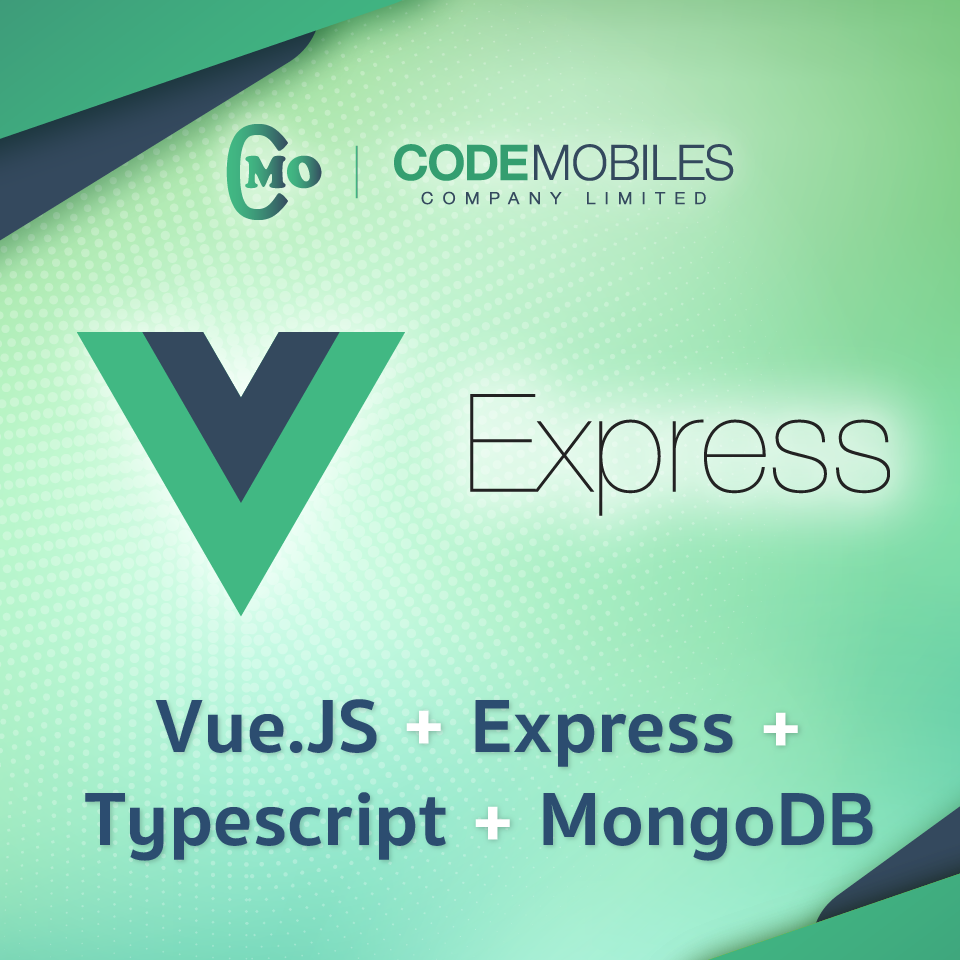 CMO | CODEMOBILES
COMPANY LIMITED
Express
Vue.JS + Express +
Typescript + MongoDB